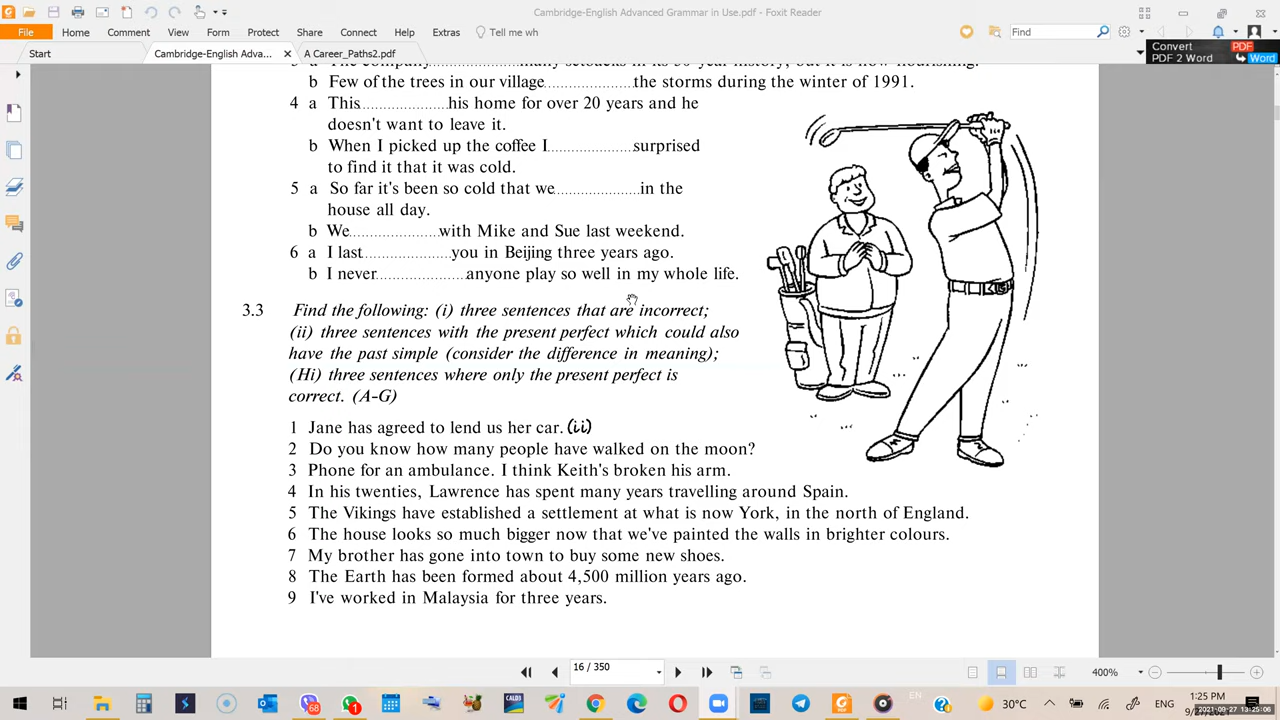 Cambridge-English Advanced Grammar in Use.pdf - Foxit Reader
File Home Comment View Form Protect Share Connect Help Extras Tell me wh Find
Start Cambridge-English Adva... A Career_Paths2.pdf
Convert PDF
PDF 2 Word Word
b Few of the trees in our village....................the storms during the winter of 1991.
4 a This....................his home for over 20 years and he
doesn't want to leave it.
b When I picked up the coffee I....................surprised
to find it that it was cold.
5 a So far it's been so cold that we....................in the
house all day.
b We....................with Mike and Sue last weekend.
6 a I last....................you in Beijing three years ago.
b I never....................anyone play so well in my whole life.
3.3 Find the following: (i) three sentences that are incorrect;
(ii) three sentences with the present perfect which could also
have the past simple (consider the difference in meaning);
(Hi) three sentences where only the present perfect is
correct. (A-G)
1 Jane has agreed to lend us her car. (ii)
2 Do you know how many people have walked on the moon?
3 Phone for an ambulance. I think Keith's broken his arm.
4 In his twenties, Lawrence has spent many years travelling around Spain.
5 The Vikings have established a settlement at what is now York, in the north of England.
6 The house looks so much bigger now that we've painted the walls in brighter colours.
7 My brother has gone into town to buy some new shoes.
8 The Earth has been formed about 4,500 million years ago.
9 I've worked in Malaysia for three years.
16 / 350 400%
68 1 CALDB EN 30°C ENG 1:25 PM
2021-09-27 13:25:06